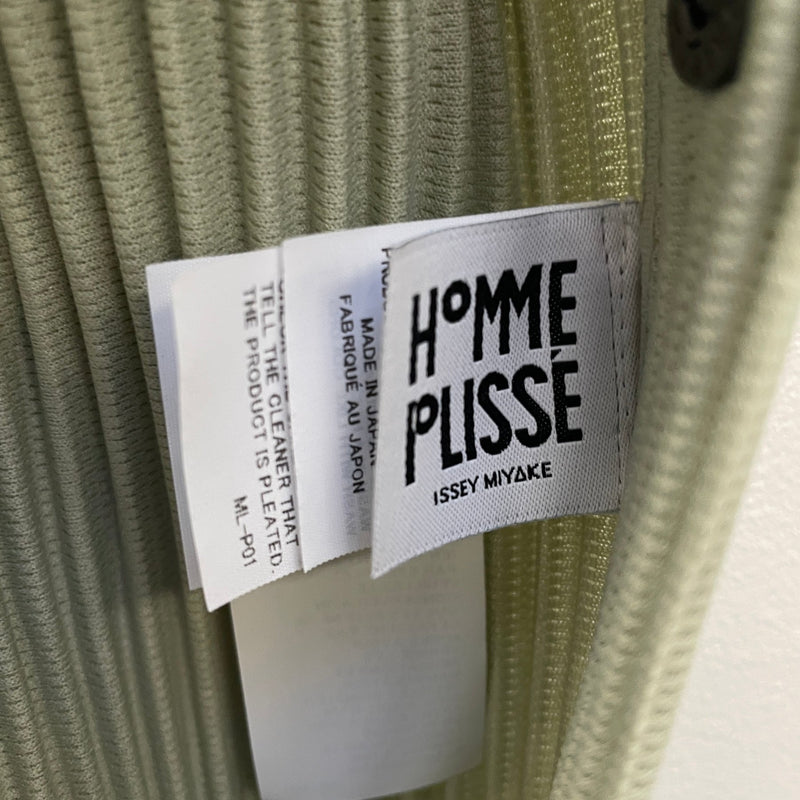 HOMME
PLISSÉ
ISSEY MIYAKE
MADE IN JAPAN
FABRIQUÉ AU JAPON
TELL THE CLEANER THAT
THE PRODUCT IS PLEATED.
ML-P01